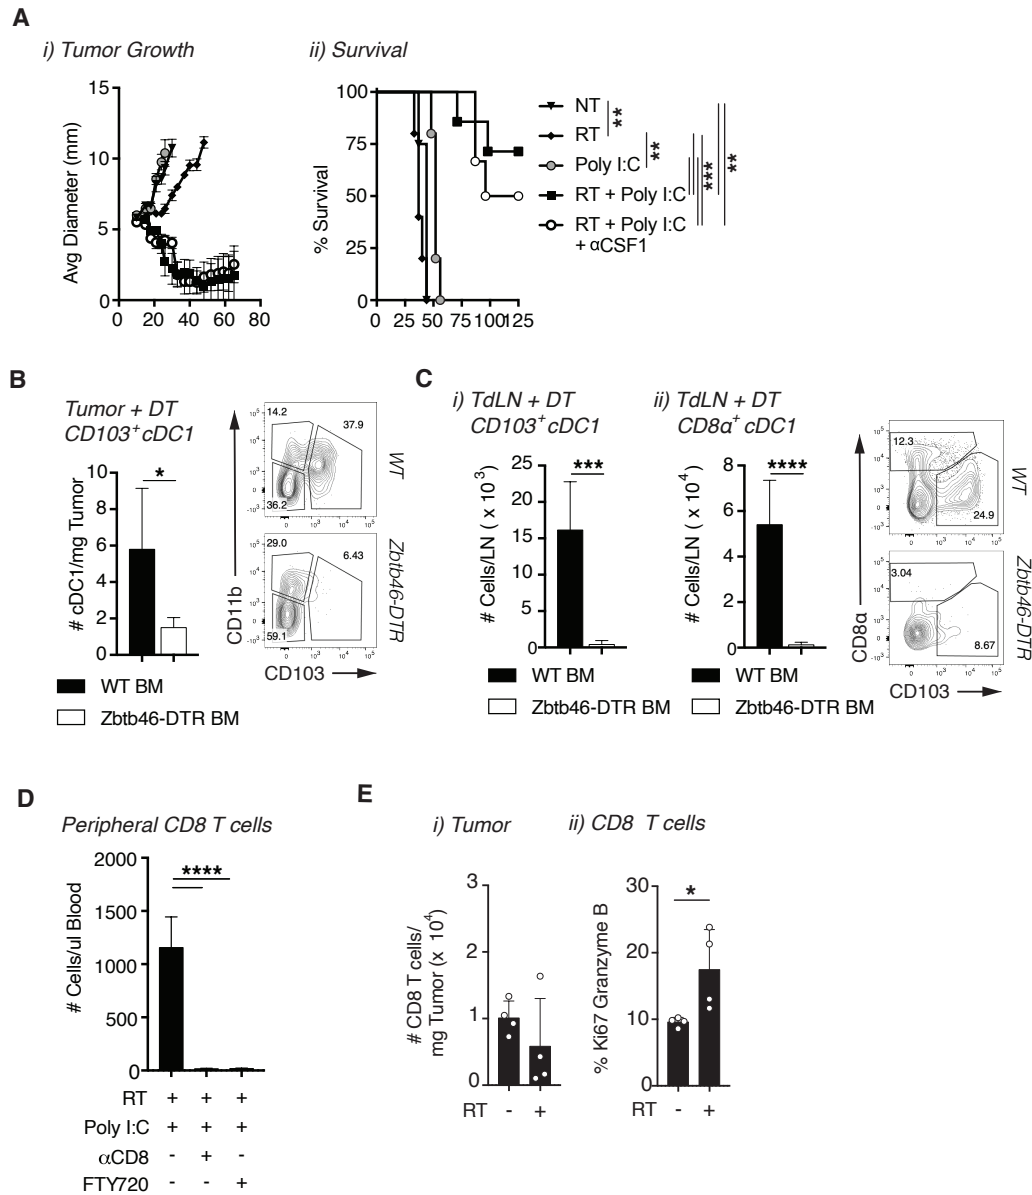 A
i) Tumor Growth
ii) Survival
15
10
5
0
Avg Diameter (mm)
0 20 40 60 80
100
75
50
25
0
% Survival
0 25 50 75 100 125
NT
RT
Poly I:C
RT + Poly I:C
RT + Poly I:C
+ αCSF1
**
**
***
**
B
Tumor + DT
CD103+ cDC1
10
8
6
4
2
0
# cDC1/mg Tumor
*
WT BM
Zbtb46-DTR BM
14.2
37.9
36.2
WT
29.0
6.43
59.1
Zbtb46-DTR
CD11b
CD103
C
i) TdLN + DT
CD103+ cDC1
ii) TdLN + DT
CD8α+ cDC1
25
20
15
10
5
0
# Cells/LN ( x 10³)
***
8
6
4
2
0
# Cells/LN ( x 10⁴)
****
WT BM
Zbtb46-DTR BM
WT BM
Zbtb46-DTR BM
12.3
24.9
WT
3.04
8.67
Zbtb46-DTR
CD8α
CD103
D
Peripheral CD8 T cells
2000
1500
1000
500
0
# Cells/ul Blood
****
RT + + +
Poly I:C + + +
αCD8 - + -
FTY720 - - +
E
i) Tumor
ii) CD8 T cells
3
2
1
0
# CD8 T cells/
mg Tumor (x 10⁴)
RT - +
30
20
10
0
% Ki67 Granzyme B
*
RT - +